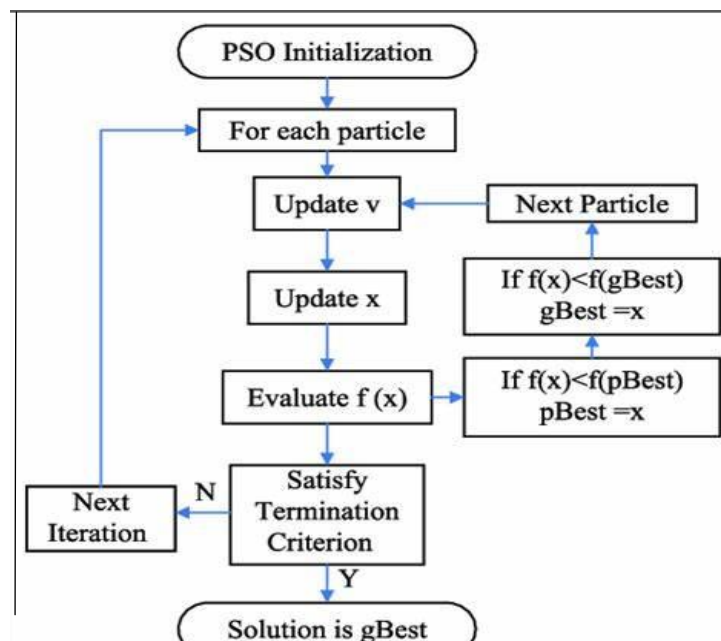 PSO Initialization
For each particle
Update v
Next Particle
If f(x)<f(gBest)
gBest =x
Update x
If f(x)<f(pBest)
pBest =x
Evaluate f (x)
Satisfy
Termination
Criterion
N
Next
Iteration
Y
Solution is gBest